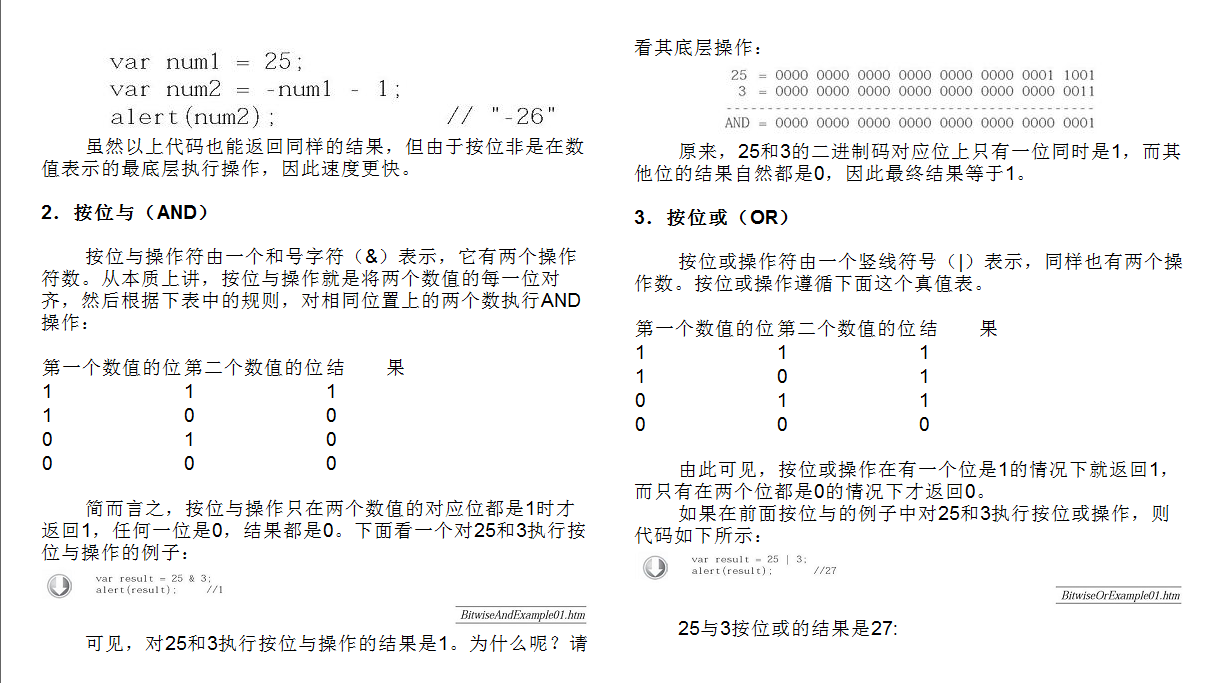 var num1 = 25;
var num2 = -num1 - 1;
alert(num2);                // "-26"
虽然以上代码也能返回同样的结果，但由于按位非是在数
值表示的最底层执行操作，因此速度更快。
2．按位与（AND）
按位与操作符由一个和号字符（&）表示，它有两个操作
符数。从本质上讲，按位与操作就是将两个数值的每一位对
齐，然后根据下表中的规则，对相同位置上的两个数执行AND
操作：
第一个数值的位 第二个数值的位 结　　果
1 1 1
1 0 0
0 1 0
0 0 0
简而言之，按位与操作只在两个数值的对应位都是1时才
返回1，任何一位是0，结果都是0。下面看一个对25和3执行按
位与操作的例子：
var result = 25 & 3;
alert(result);     //1
BitwiseAndExample01.htm
可见，对25和3执行按位与操作的结果是1。为什么呢？请
看其底层操作：
25 = 0000 0000 0000 0000 0000 0000 0001 1001
3 = 0000 0000 0000 0000 0000 0000 0000 0011
---------------------------------------------
AND = 0000 0000 0000 0000 0000 0000 0000 0001
原来，25和3的二进制码对应位上只有一位同时是1，而其
他位的结果自然都是0，因此最终结果等于1。
3．按位或（OR）
按位或操作符由一个竖线符号（|）表示，同样也有两个操
作数。按位或操作遵循下面这个真值表。
第一个数值的位 第二个数值的位 结　　果
1 1 1
1 0 1
0 1 1
0 0 0
由此可见，按位或操作在有一个位是1的情况下就返回1，
而只有在两个位都是0的情况下才返回0。
如果在前面按位与的例子中对25和3执行按位或操作，则
代码如下所示：
var result = 25 | 3;
alert(result);       //27
BitwiseOrExample01.htm
25与3按位或的结果是27: